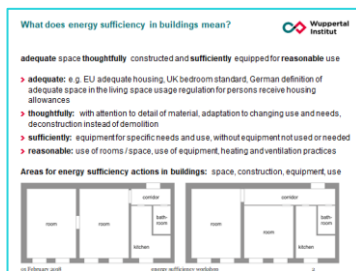 What does energy sufficiency in buildings mean?
Wuppertal
Institut
adequate space thoughtfully constructed and sufficiently equipped for reasonable use
adequate: e.g. EU adequate housing, UK bedroom standard, German definition of
adequate space in the living space usage regulation for persons receive housing
allowances
thoughtfully: with attention to detail of material, adaptation to changing use and needs,
deconstruction instead of demolition
sufficiently: equipment for specific needs and use, without equipment not used or needed
reasonable: use of rooms / space, use of equipment, heating and ventilation practices
Areas for energy sufficiency actions in buildings: space, construction, equipment, use
corridor
room
room
bath-
room
kitchen
corridor
room
room
bath-
room
kitchen
February 2018
energy sufficiency workshop
2